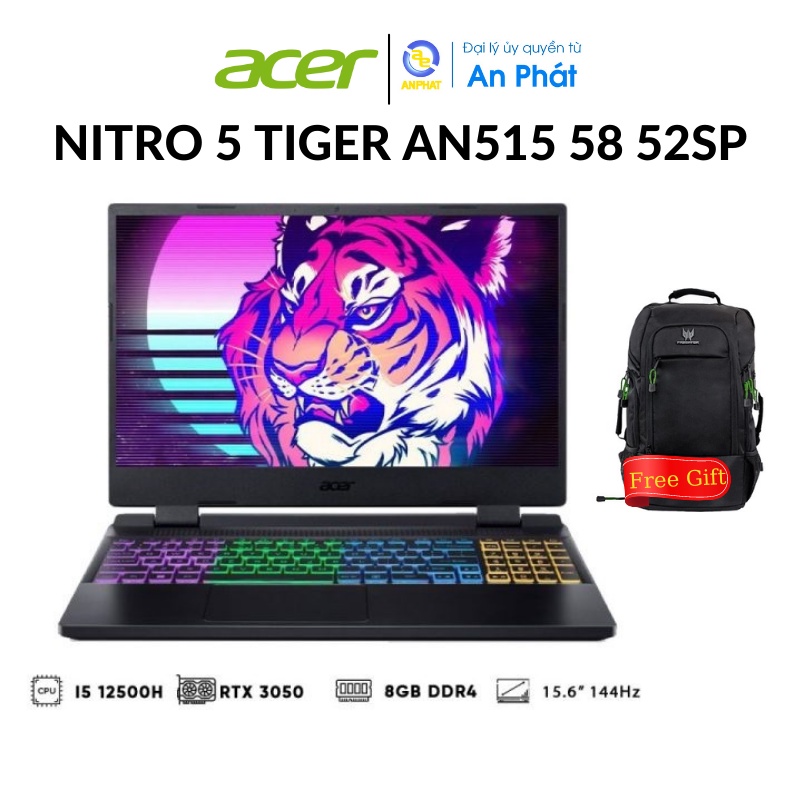 acer
ANPHAT
Đại lý ủy quyền từ
An Phát
NITRO 5 TIGER AN515 58 52SP
acer
PREDATOR
Free Gift
CPU
I5 12500H
RTX 3050
8GB DDR4
15.6” 144Hz